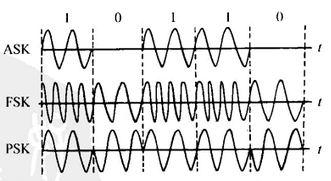 1 0 1 1 0
ASK t
FSK t
PSK t